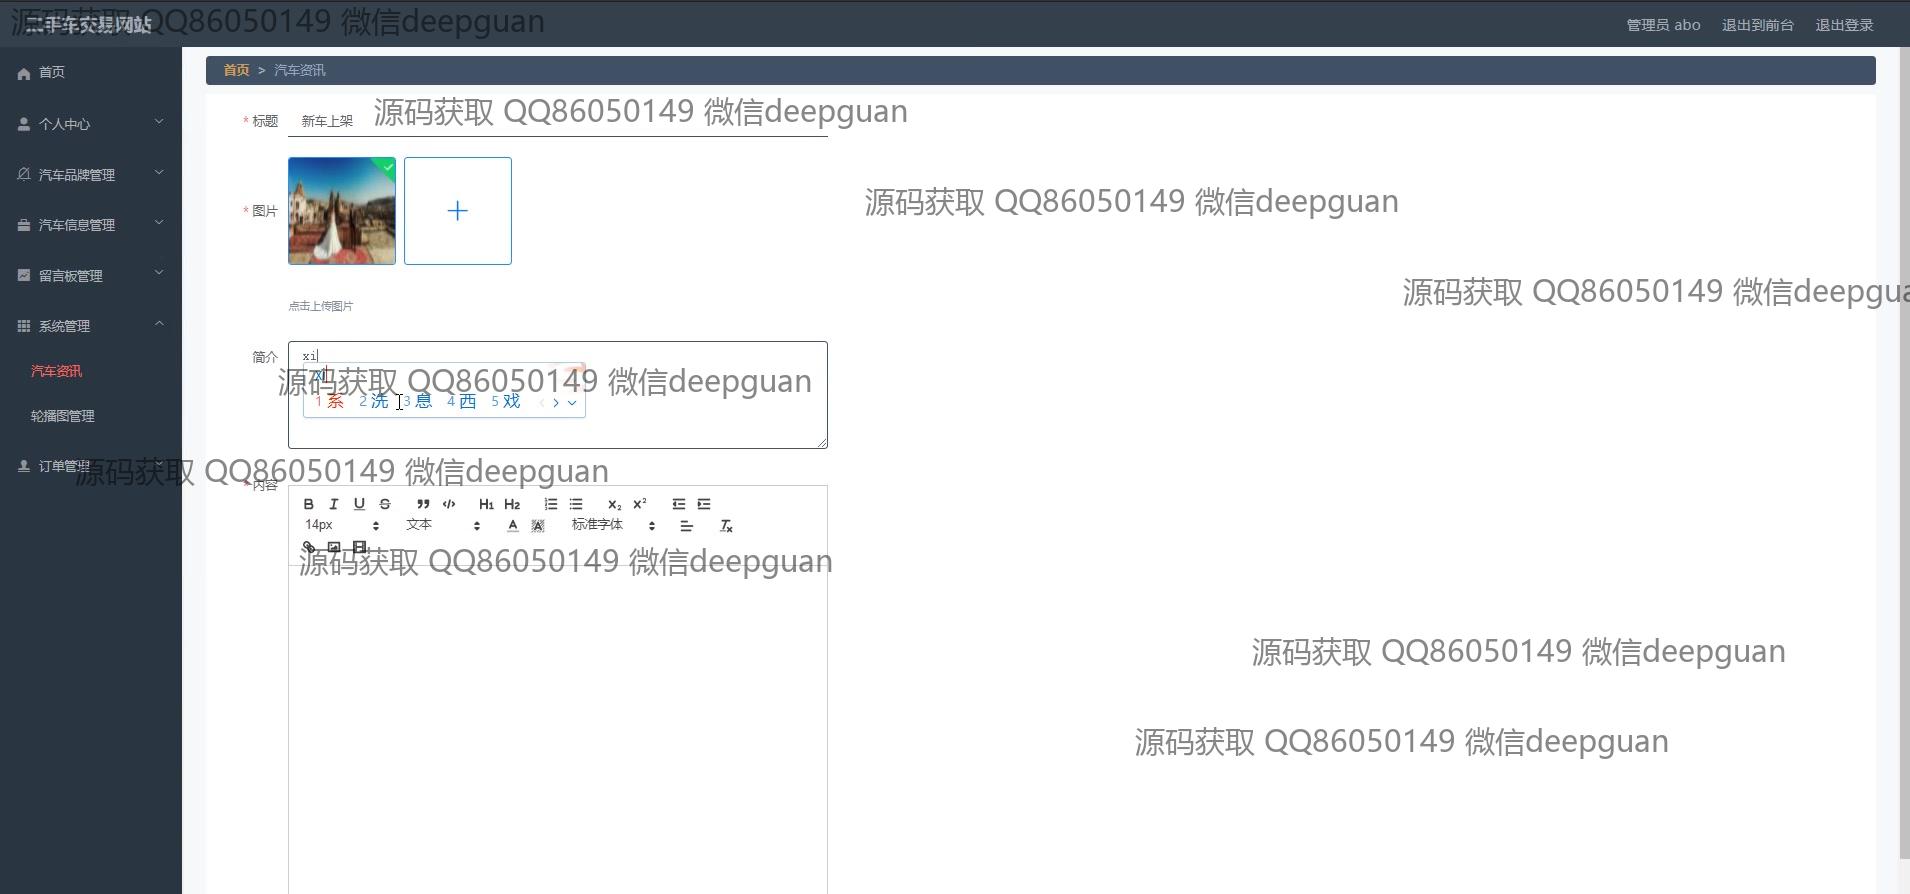 二手车交易网站
源码获取 QQ86050149 微信deepguan
管理员 abo 退出到前台 退出登录
首页
个人中心
汽车品牌管理
汽车信息管理
留言板管理
系统管理
汽车资讯
轮播图管理
订单管理
首页 > 汽车资讯
* 标题 新车上架
源码获取 QQ86050149 微信deepguan
源码获取 QQ86050149 微信deepguan
* 图片
源码获取 QQ86050149 微信deepgua
点击上传图片
简介 xi
xi
源码获取 QQ86050149 微信deepguan
1 系 2 洗 3 息 4 西 5 戏
源码获取 QQ86050149 微信deepguan
* 内容
B I U S ❞ </> H1 H2 x₂ x²
14px 文本 A A 标准字体 Tx
源码获取 QQ86050149 微信deepguan
源码获取 QQ86050149 微信deepguan
源码获取 QQ86050149 微信deepguan